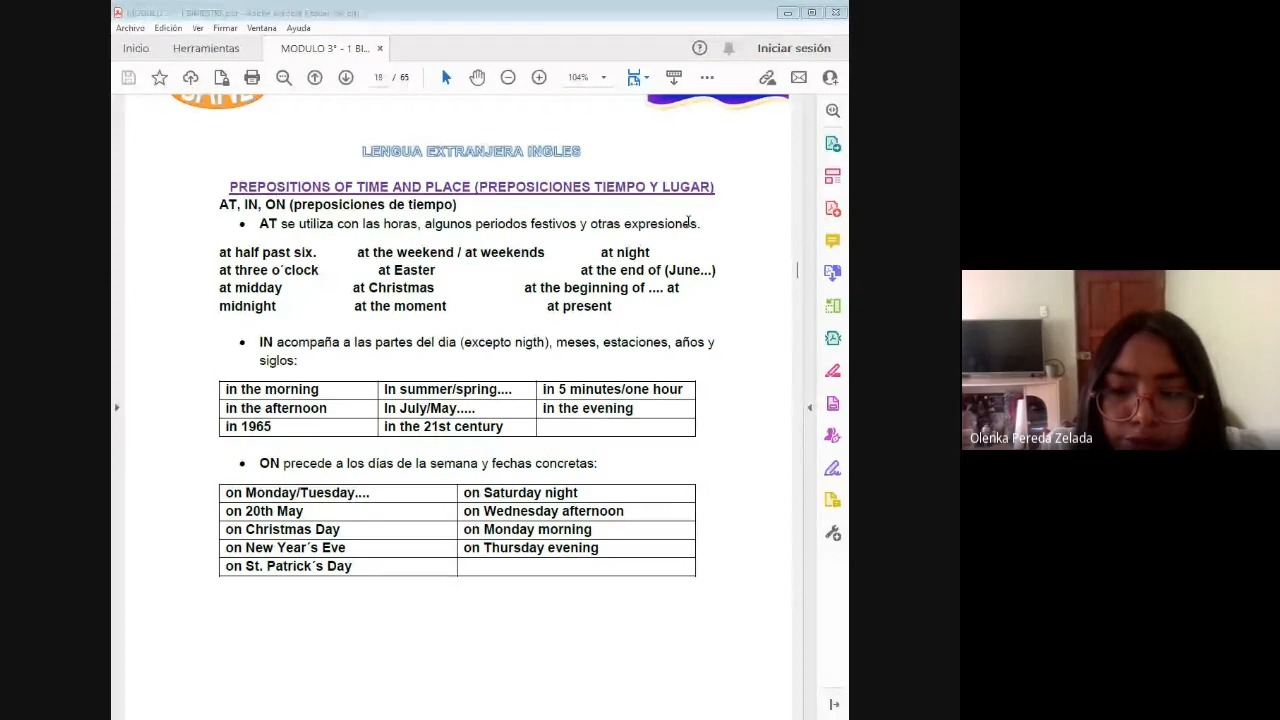 Archivo Edición Ver Firmar Ventana Ayuda
Inicio Herramientas MODULO 3° - 1 BI... × Iniciar sesión
18 / 65 104%
LENGUA EXTRANJERA INGLES
PREPOSITIONS OF TIME AND PLACE (PREPOSICIONES TIEMPO Y LUGAR)
AT, IN, ON (preposiciones de tiempo)
• AT se utiliza con las horas, algunos periodos festivos y otras expresiones.
at half past six. at the weekend / at weekends at night
at three o´clock at Easter at the end of (June...)
at midday at Christmas at the beginning of .... at
midnight at the moment at present
• IN acompaña a las partes del dia (excepto nigth), meses, estaciones, años y
siglos:
in the morning In summer/spring.... in 5 minutes/one hour
in the afternoon In July/May..... in the evening
in 1965 in the 21st century
• ON precede a los días de la semana y fechas concretas:
on Monday/Tuesday.... on Saturday night
on 20th May on Wednesday afternoon
on Christmas Day on Monday morning
on New Year´s Eve on Thursday evening
on St. Patrick´s Day
Olenka Pereda Zelada